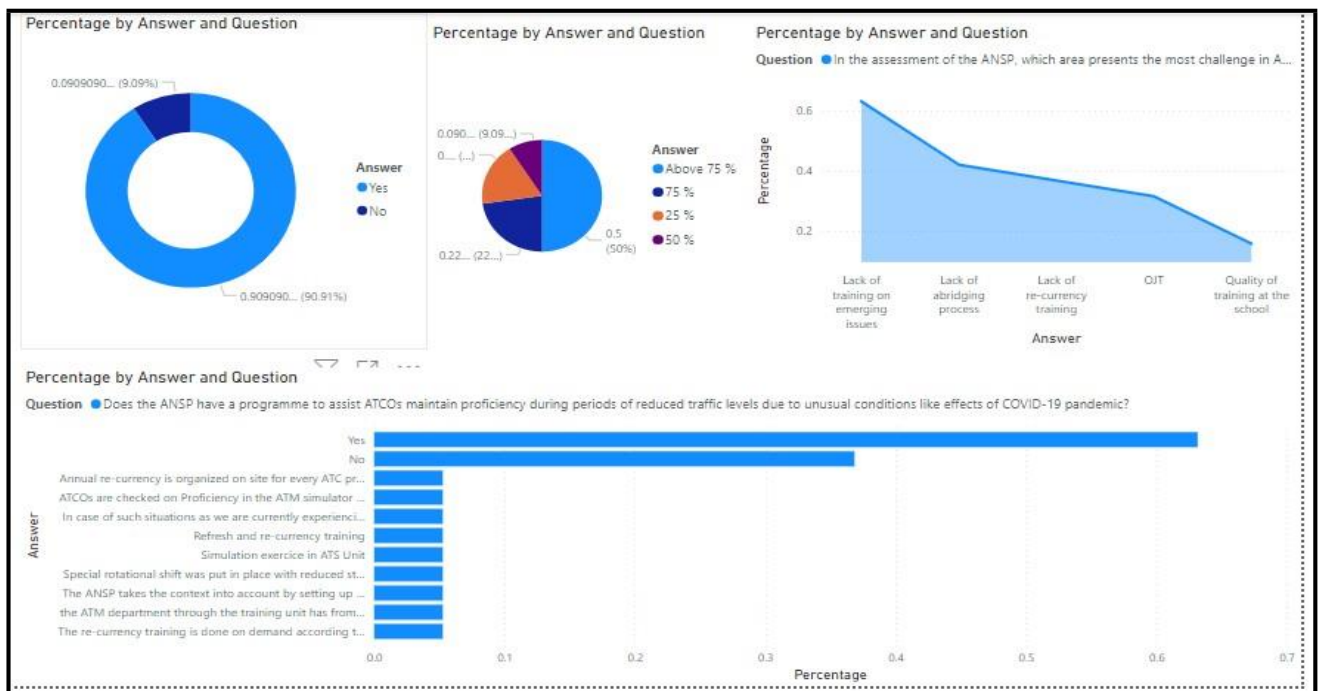 Percentage by Answer and Question
0.0909090... (9.09%)
0.909090... (90.91%)
Answer
Yes
No
Percentage by Answer and Question
0.090... (9.09...)
0.... (...)
0.22... (22...)
0.5
(50%)
Answer
Above 75 %
75 %
25 %
50 %
Percentage by Answer and Question
Question In the assessment of the ANSP, which area presents the most challenge in A...
Percentage
0.6
0.4
0.2
Lack of
training on
emerging
issues
Lack of
abridging
process
Lack of
re-currency
training
OJT
Quality of
training at the
school
Answer
Percentage by Answer and Question
Question Does the ANSP have a programme to assist ATCOs maintain proficiency during periods of reduced traffic levels due to unusual conditions like effects of COVID-19 pandemic?
Answer
Yes
No
Annual re-currency is organized on site for every ATC pr...
ATCOs are checked on Proficiency in the ATM simulator ...
In case of such situations as we are currently experienci...
Refresh and re-currency training
Simulation exercice in ATS Unit
Special rotational shift was put in place with reduced st...
The ANSP takes the context into account by setting up ...
the ATM department through the training unit has from...
The re-currency training is done on demand according t...
0.0 0.1 0.2 0.3 0.4 0.5 0.6 0.7
Percentage